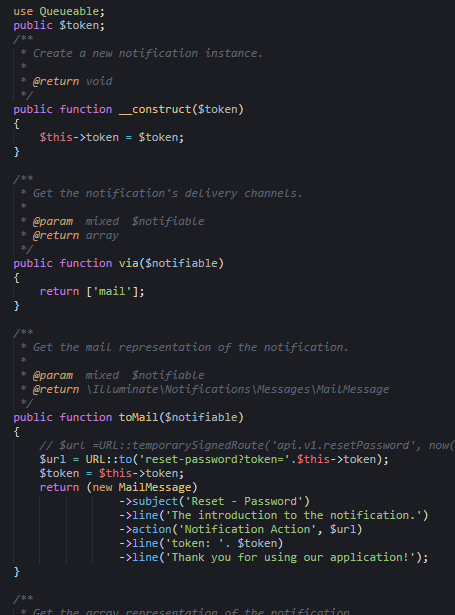 use Queueable;
public $token;
/**
* Create a new notification instance.
*
* @return void
*/
public function __construct($token)
{
$this->token = $token;
}
/**
* Get the notification's delivery channels.
*
* @param  mixed  $notifiable
* @return array
*/
public function via($notifiable)
{
return ['mail'];
}
/**
* Get the mail representation of the notification.
*
* @param  mixed  $notifiable
* @return \Illuminate\Notifications\Messages\MailMessage
*/
public function toMail($notifiable)
{
// $url =URL::temporarySignedRoute('api.v1.resetPassword', now(
$url = URL::to('reset-password?token='.$this->token);
$token = $this->token;
return (new MailMessage)
->subject('Reset - Password')
->line('The introduction to the notification.')
->action('Notification Action', $url)
->line('token: '. $token)
->line('Thank you for using our application!');
}
/**
* Get the array representation of the notification